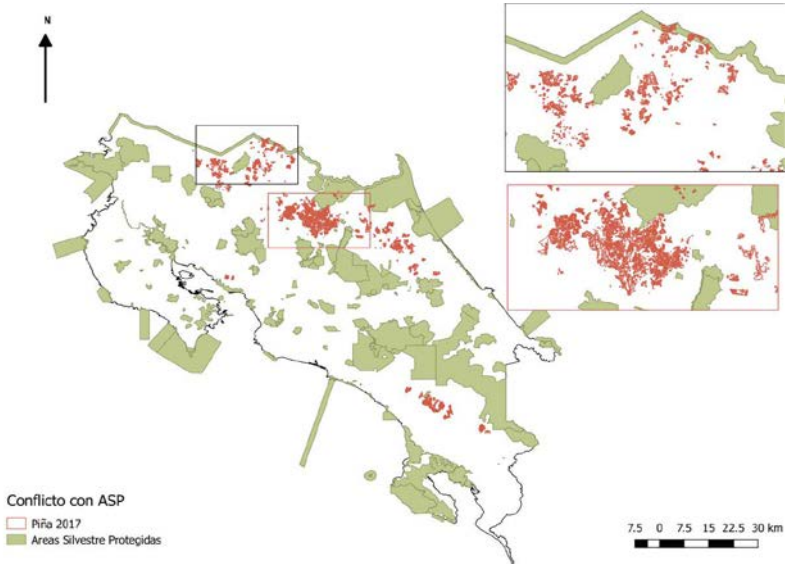 N
Conflicto con ASP
Piña 2017
Areas Silvestre Protegidas
7.5 0 7.5 15 22.5 30 km